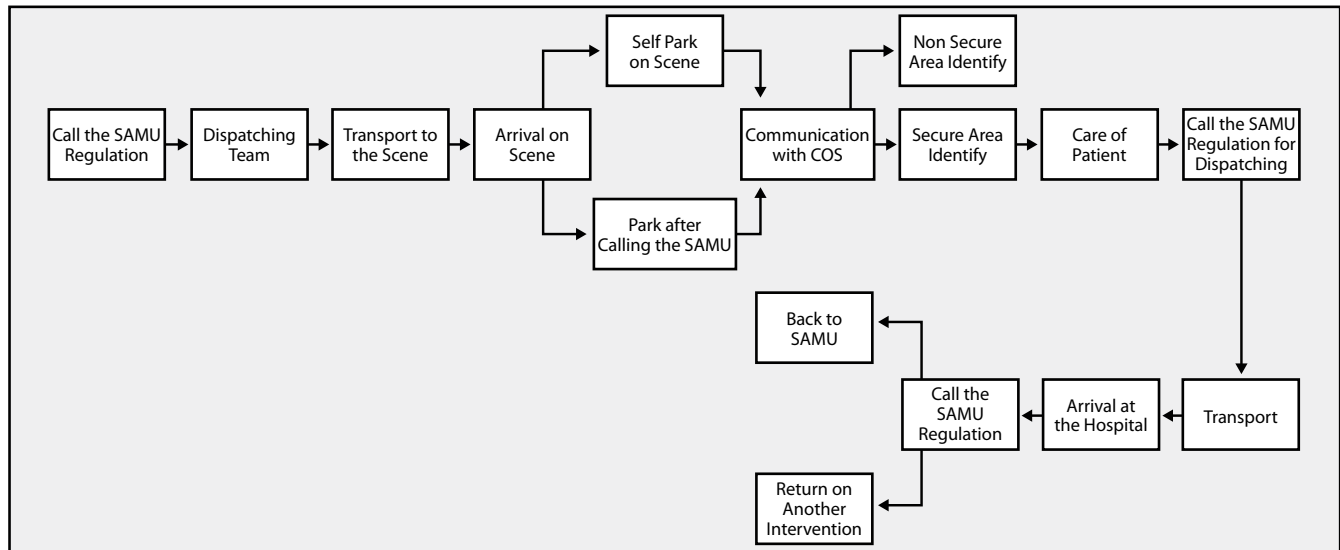 Self Park
on Scene
Non Secure
Area Identify
Call the SAMU
Regulation
Dispatching
Team
Transport to
the Scene
Arrival on
Scene
Communication
with COS
Secure Area
Identify
Care of
Patient
Call the SAMU
Regulation for
Dispatching
Park after
Calling the SAMU
Back to
SAMU
Call the
SAMU
Regulation
Arrival at
the Hospital
Transport
Return on
Another
Intervention